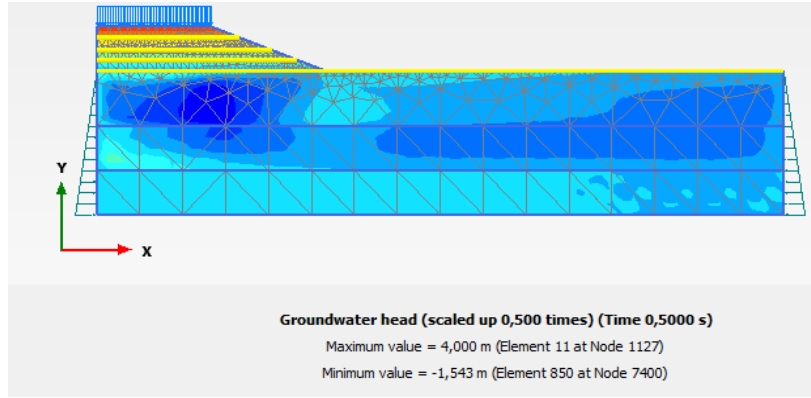 Y
X
Groundwater head (scaled up 0,500 times) (Time 0,5000 s)
Maximum value = 4,000 m (Element 11 at Node 1127)
Minimum value = -1,543 m (Element 850 at Node 7400)